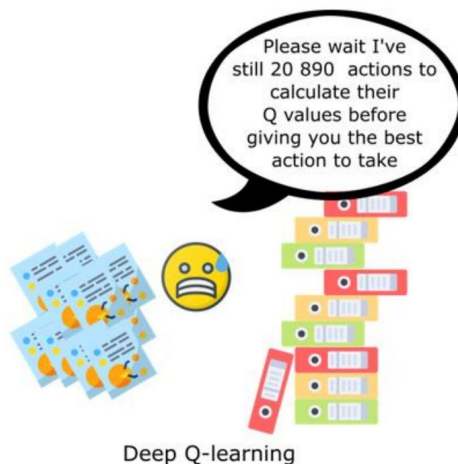 Please wait I've
still 20 890 actions to
calculate their
Q values before
giving you the best
action to take
Deep Q-learning